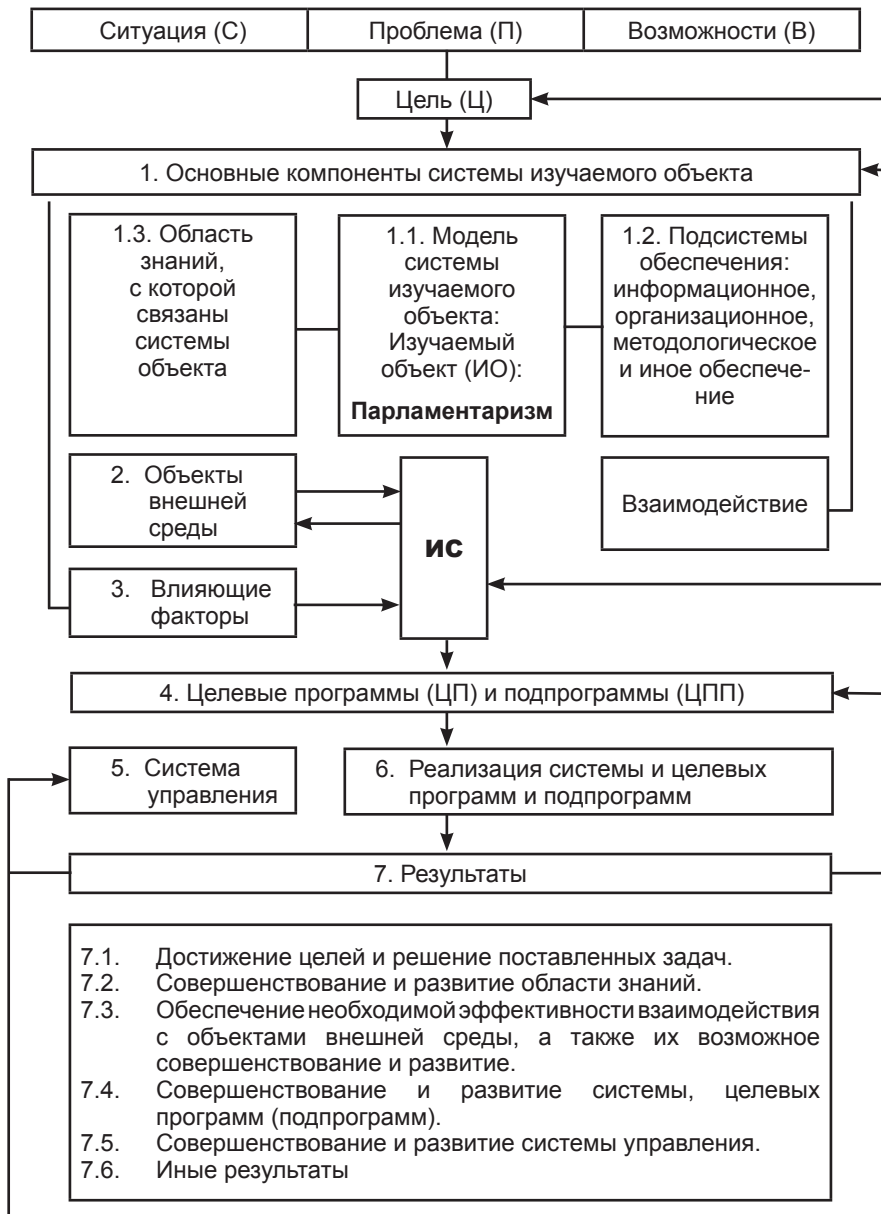 Ситуация (С)
Проблема (П)
Возможности (В)
Цель (Ц)
1. Основные компоненты системы изучаемого объекта
1.3. Область
знаний,
с которой
связаны
системы
объекта
1.1. Модель
системы
изучаемого
объекта:
Изучаемый
объект (ИО):
Парламентаризм
1.2. Подсистемы
обеспечения:
информационное,
организационное,
методологическое
и иное обеспече-
ние
2. Объекты
внешней
среды
ИС
Взаимодействие
3. Влияющие
факторы
4. Целевые программы (ЦП) и подпрограммы (ЦПП)
5. Система
управления
6. Реализация системы и целевых
программ и подпрограмм
7. Результаты
7.1. Достижение целей и решение поставленных задач.
7.2. Совершенствование и развитие области знаний.
7.3. Обеспечение необходимой эффективности взаимодействия
с объектами внешней среды, а также их возможное
совершенствование и развитие.
7.4. Совершенствование и развитие системы, целевых
программ (подпрограмм).
7.5. Совершенствование и развитие системы управления.
7.6. Иные результаты